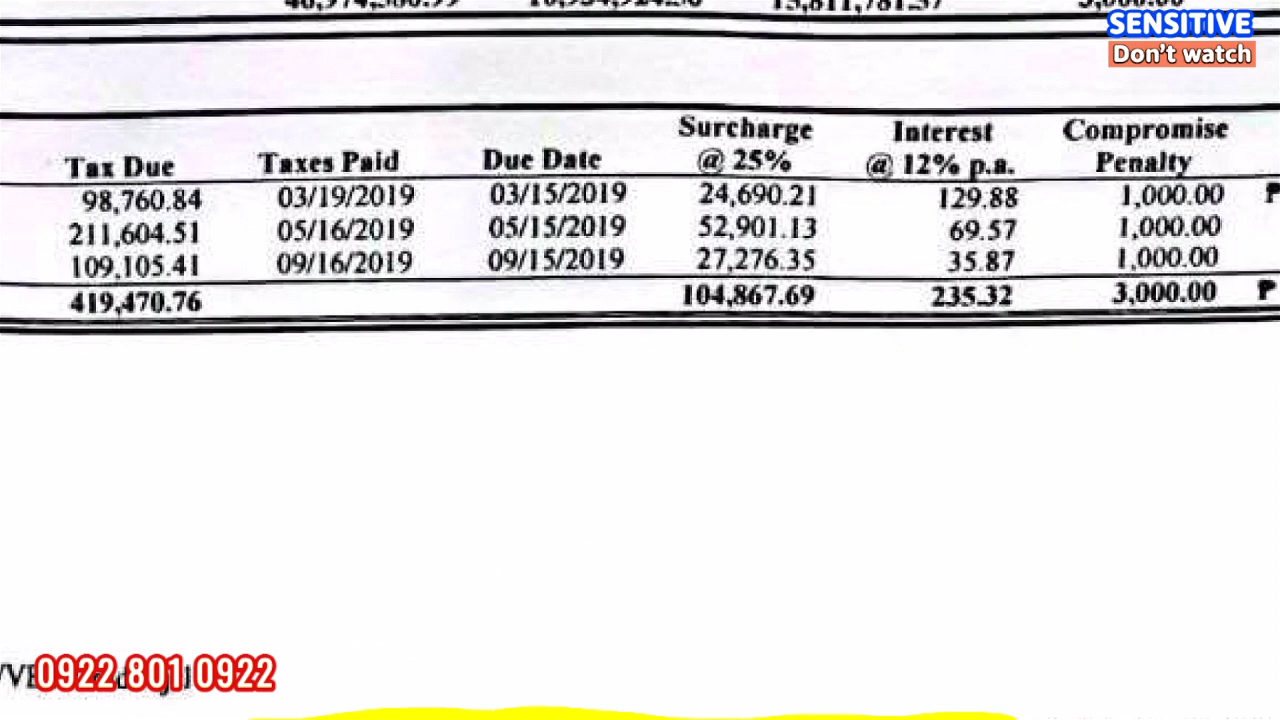 SENSITIVE
Don't watch
Surcharge Interest Compromise
Tax Due Taxes Paid Due Date @ 25% @ 12% p.a. Penalty
98,760.84 03/19/2019 03/15/2019 24,690.21 129.88 1,000.00 ₱
211,604.51 05/16/2019 05/15/2019 52,901.13 69.57 1,000.00
109,105.41 09/16/2019 09/15/2019 27,276.35 35.87 1,000.00
419,470.76 104,867.69 235.32 3,000.00 ₱
0922 801 0922